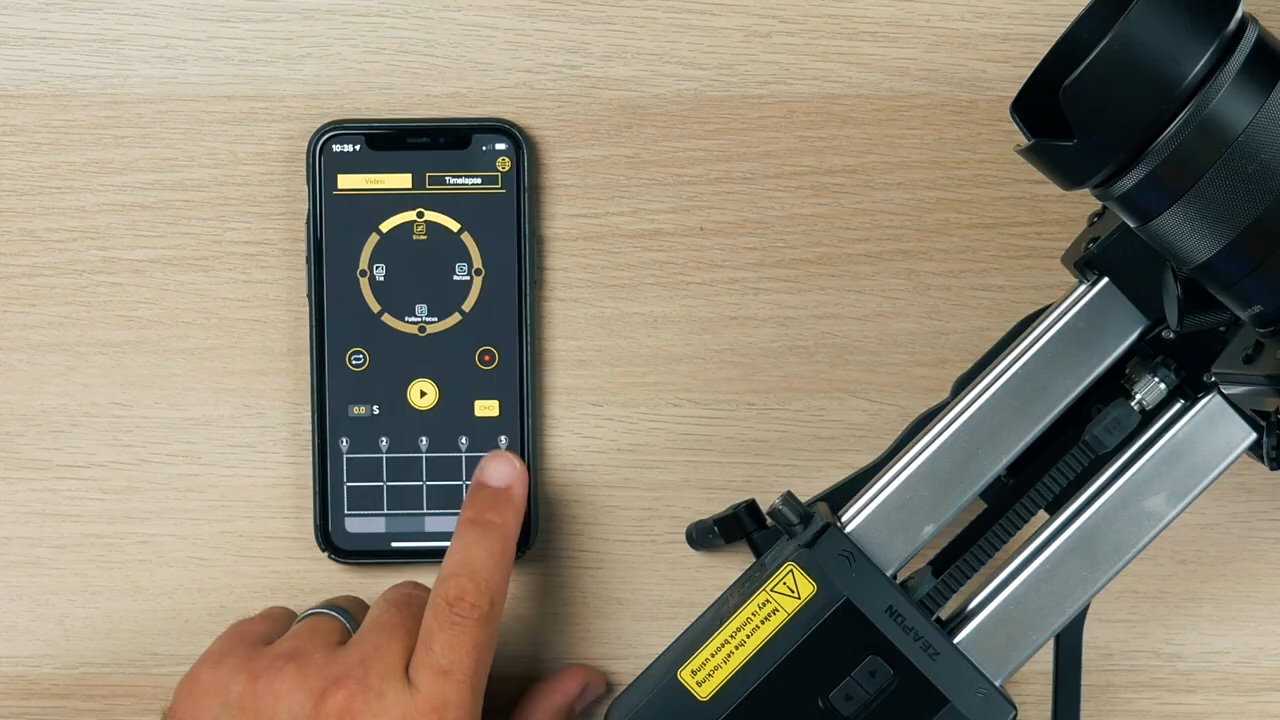 10:35
Video
Timelapse
Slider
Tilt
Rotate
Follow Focus
0.0 S
1 2 3 4 5
ZEAPON
Make sure the self-locking
key is Unlock beare using!